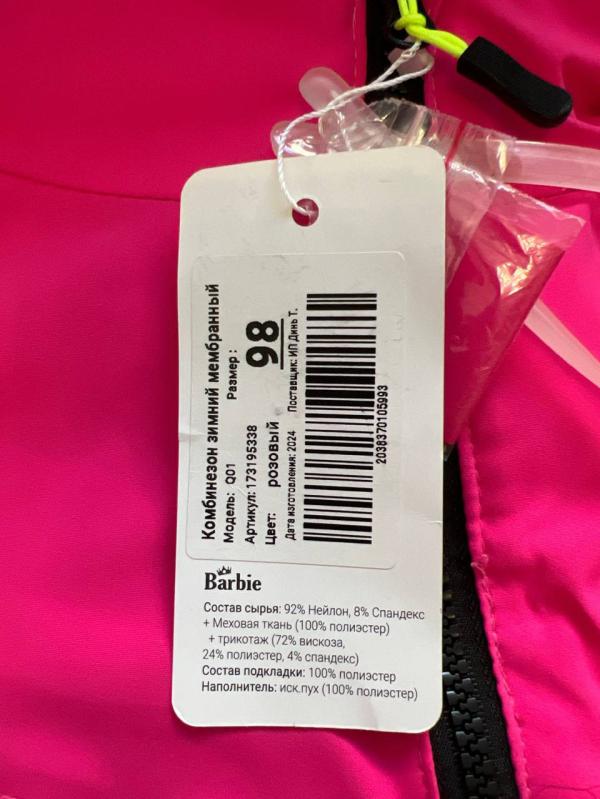 Комбинезон зимний мембранный
Модель: Q01 Размер:
Артикул:173195338 98
Цвет: розовый
Дата изготовления: 2024 Поставщик: ИП Динь Т.
2038370105993
Barbie
Состав сырья: 92% Нейлон, 8% Спандекс
+ Меховая ткань (100% полиэстер)
+ трикотаж (72% вискоза,
24% полиэстер, 4% спандекс)
Состав подкладки: 100% полиэстер
Наполнитель: иск.пух (100% полиэстер)